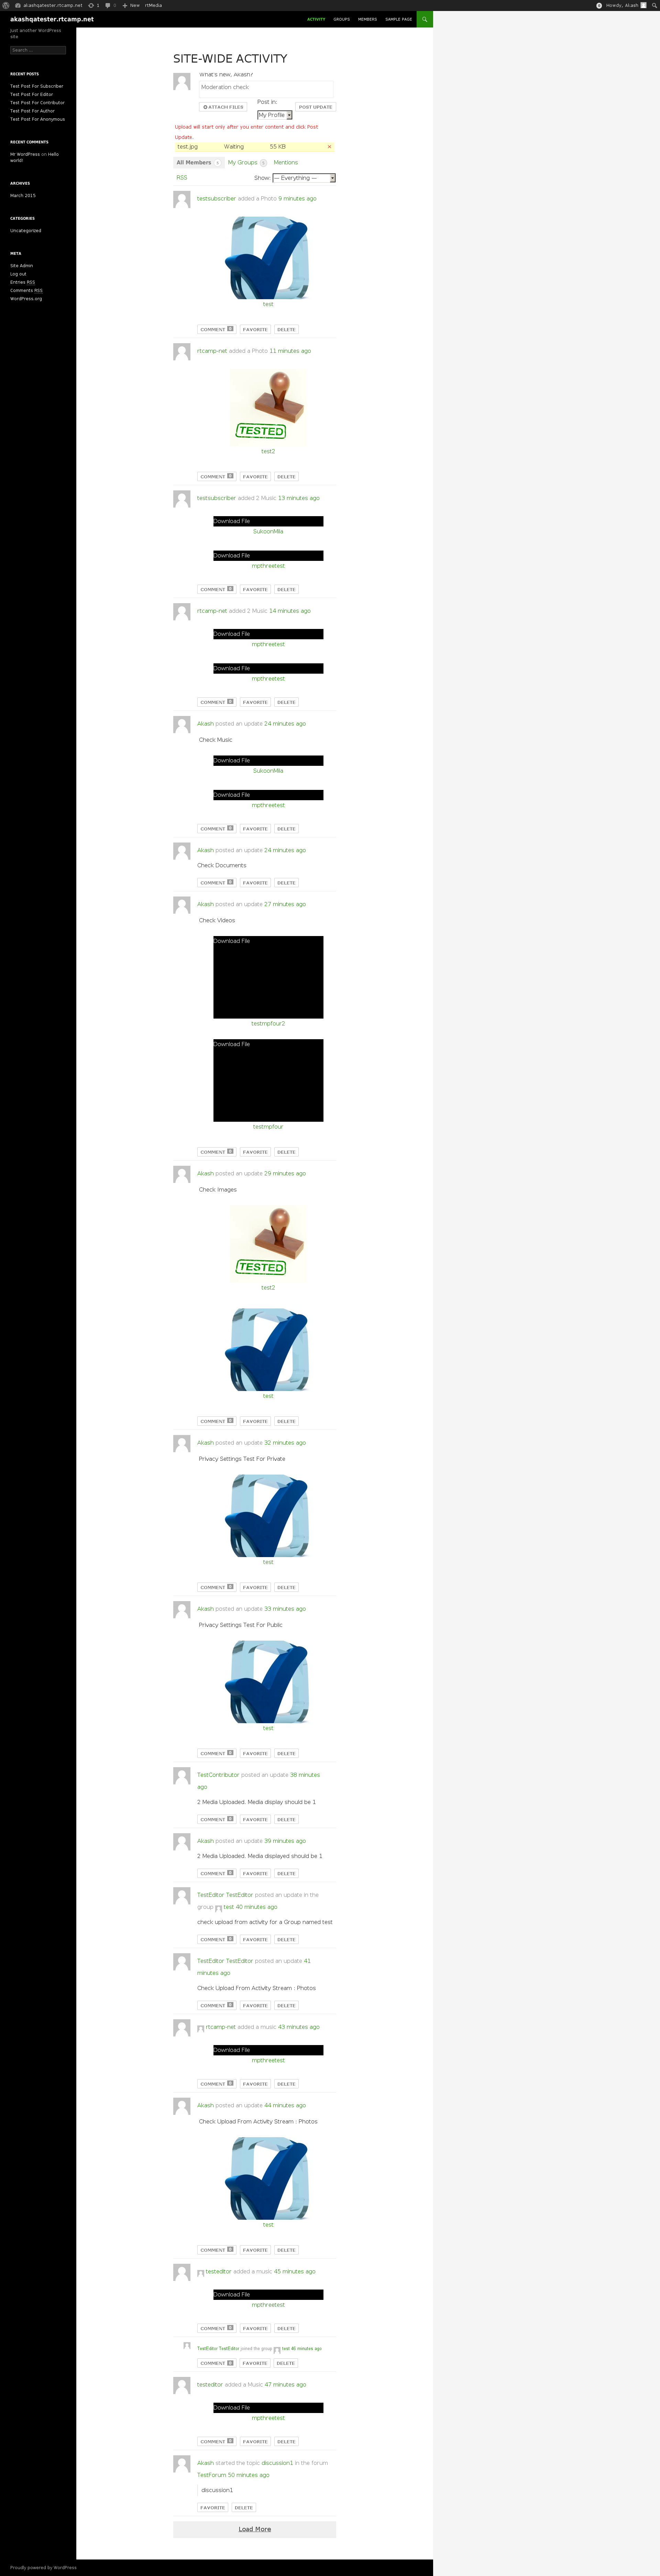 akashqatester.rtcamp.net 1 0 New rtMedia
0 Howdy, Akash
akashqatester.rtcamp.net
ACTIVITY GROUPS MEMBERS SAMPLE PAGE
Just another WordPress
site
Search ...
RECENT POSTS
Test Post For Subscriber
Test Post For Editor
Test Post For Contributor
Test Post For Author
Test Post For Anonymous
RECENT COMMENTS
Mr WordPress on Hello
world!
ARCHIVES
March 2015
CATEGORIES
Uncategorized
META
Site Admin
Log out
Entries RSS
Comments RSS
WordPress.org
SITE-WIDE ACTIVITY
What's new, Akash?
Moderation check
ATTACH FILES
Post in:
My Profile
POST UPDATE
Upload will start only after you enter content and click Post
Update.
test.jpg Waiting 55 KB
All Members My Groups Mentions
RSS
Show: — Everything —
testsubscriber added a Photo 9 minutes ago
test
COMMENT 0 FAVORITE DELETE
rtcamp-net added a Photo 11 minutes ago
TESTED
test2
COMMENT 0 FAVORITE DELETE
testsubscriber added 2 Music 13 minutes ago
Download File
SukoonMila
Download File
mpthreetest
COMMENT 0 FAVORITE DELETE
rtcamp-net added 2 Music 14 minutes ago
Download File
mpthreetest
Download File
mpthreetest
COMMENT 0 FAVORITE DELETE
Akash posted an update 24 minutes ago
Check Music
Download File
SukoonMila
Download File
mpthreetest
COMMENT 0 FAVORITE DELETE
Akash posted an update 24 minutes ago
Check Documents
COMMENT 0 FAVORITE DELETE
Akash posted an update 27 minutes ago
Check Videos
Download File
testmpfour2
Download File
testmpfour
COMMENT 0 FAVORITE DELETE
Akash posted an update 29 minutes ago
Check Images
TESTED
test2
test
COMMENT 0 FAVORITE DELETE
Akash posted an update 32 minutes ago
Privacy Settings Test For Private
test
COMMENT 0 FAVORITE DELETE
Akash posted an update 33 minutes ago
Privacy Settings Test For Public
test
COMMENT 0 FAVORITE DELETE
TestContributor posted an update 38 minutes
ago
2 Media Uploaded. Media display should be 1
COMMENT 0 FAVORITE DELETE
Akash posted an update 39 minutes ago
2 Media Uploaded, Media displayed should be 1
COMMENT 0 FAVORITE DELETE
TestEditor TestEditor posted an update in the
group test 40 minutes ago
check upload from activity for a Group named test
COMMENT 0 FAVORITE DELETE
TestEditor TestEditor posted an update 41
minutes ago
Check Upload From Activity Stream : Photos
COMMENT 0 FAVORITE DELETE
rtcamp-net added a music 43 minutes ago
Download File
mpthreetest
COMMENT 0 FAVORITE DELETE
Akash posted an update 44 minutes ago
Check Upload From Activity Stream : Photos
test
COMMENT 0 FAVORITE DELETE
testeditor added a music 45 minutes ago
Download File
mpthreetest
COMMENT 0 FAVORITE DELETE
TestEditor TestEditor joined the group test 46 minutes ago
COMMENT 0 FAVORITE DELETE
testeditor added a Music 47 minutes ago
Download File
mpthreetest
COMMENT 0 FAVORITE DELETE
Akash started the topic discussion1 in the forum
TestForum 50 minutes ago
discussion1
FAVORITE DELETE
Load More
Proudly powered by WordPress